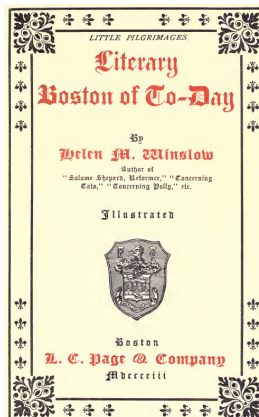 LITTLE PILGRIMAGES
Literary
Boston of To-Day
By
Helen M. Winslow
Author of
"Salome Shepard, Reformer," "Concerning
Cats," "Concerning Polly," etc.
Illustrated
Boston
L. C. Page & Company
Mdcccciii